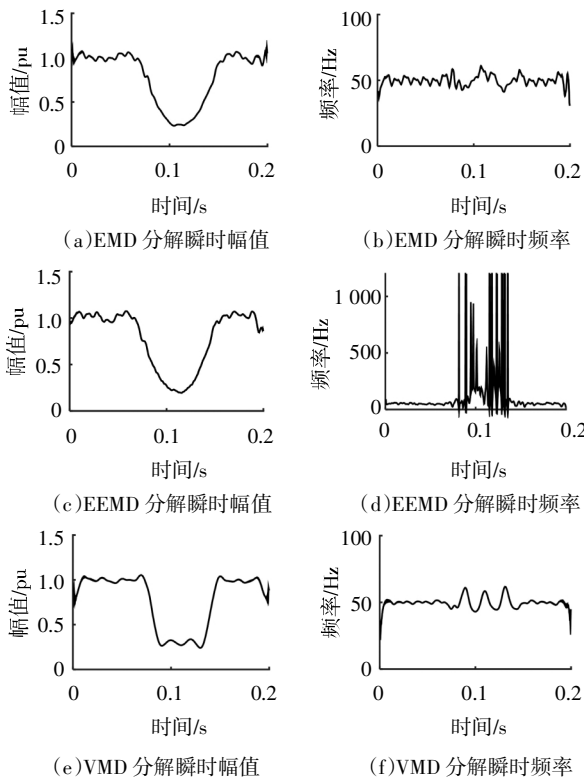 1.5
1.0
0.5
0
幅值/pu
0
0.1
0.2
时间/s
(a)EMD 分解瞬时幅值
100
50
0
频率/Hz
0
0.1
0.2
时间/s
(b)EMD 分解瞬时频率
1.5
1.0
0.5
0
幅值/pu
0
0.1
0.2
时间/s
(c)EEMD 分解瞬时幅值
1 000
500
0
频率/Hz
0
0.1
0.2
时间/s
(d)EEMD 分解瞬时频率
1.5
1.0
0.5
0
幅值/pu
0
0.1
0.2
时间/s
(e)VMD 分解瞬时幅值
100
50
0
频率/Hz
0
0.1
0.2
时间/s
(f)VMD 分解瞬时频率